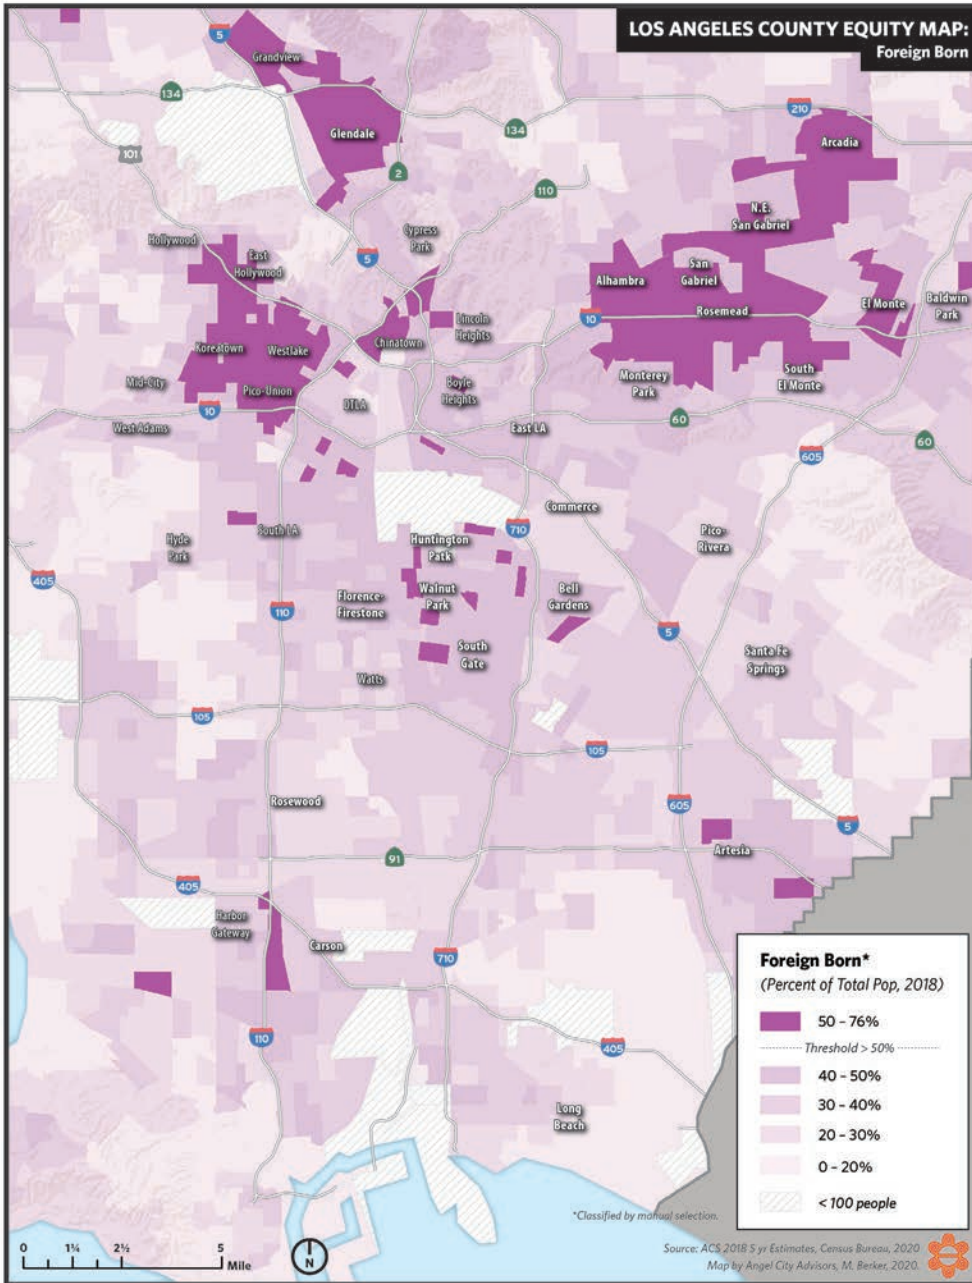 LOS ANGELES COUNTY EQUITY MAP:
Foreign Born
5
Grandview
134
210
Glendale
134
Arcadia
101
2
110
N.E.
San Gabriel
Hollywood
Cypress
Park
East
Hollywood
5
San
Gabriel
Alhambra
El Monte
Baldwin
Park
Rosemead
10
Lincoln
Heights
Chinatown
Koreatown
Westlake
Mid-City
Pico-Union
DTLA
Boyle
Heights
Monterey
Park
South
El Monte
10
60
West Adams
East LA
60
605
Commerce
710
South LA
Hyde
Park
Huntington
Park
Pico-
Rivera
405
Florence-
Firestone
Walnut
Park
Bell
Gardens
110
5
South
Gate
Santa Fe
Springs
Watts
105
105
Rosewood
605
5
91
Artesia
405
Harbor
Gateway
Carson
710
110
405
Long
Beach
Foreign Born*
(Percent of Total Pop, 2018)
50 – 76%
Threshold > 50%
40 – 50%
30 – 40%
20 – 30%
0 – 20%
< 100 people
*Classified by manual selection.
0 1¼ 2½ 5
Mile
N
Source: ACS 2018 5 yr Estimates, Census Bureau, 2020
Map by Angel City Advisors, M. Berker, 2020.